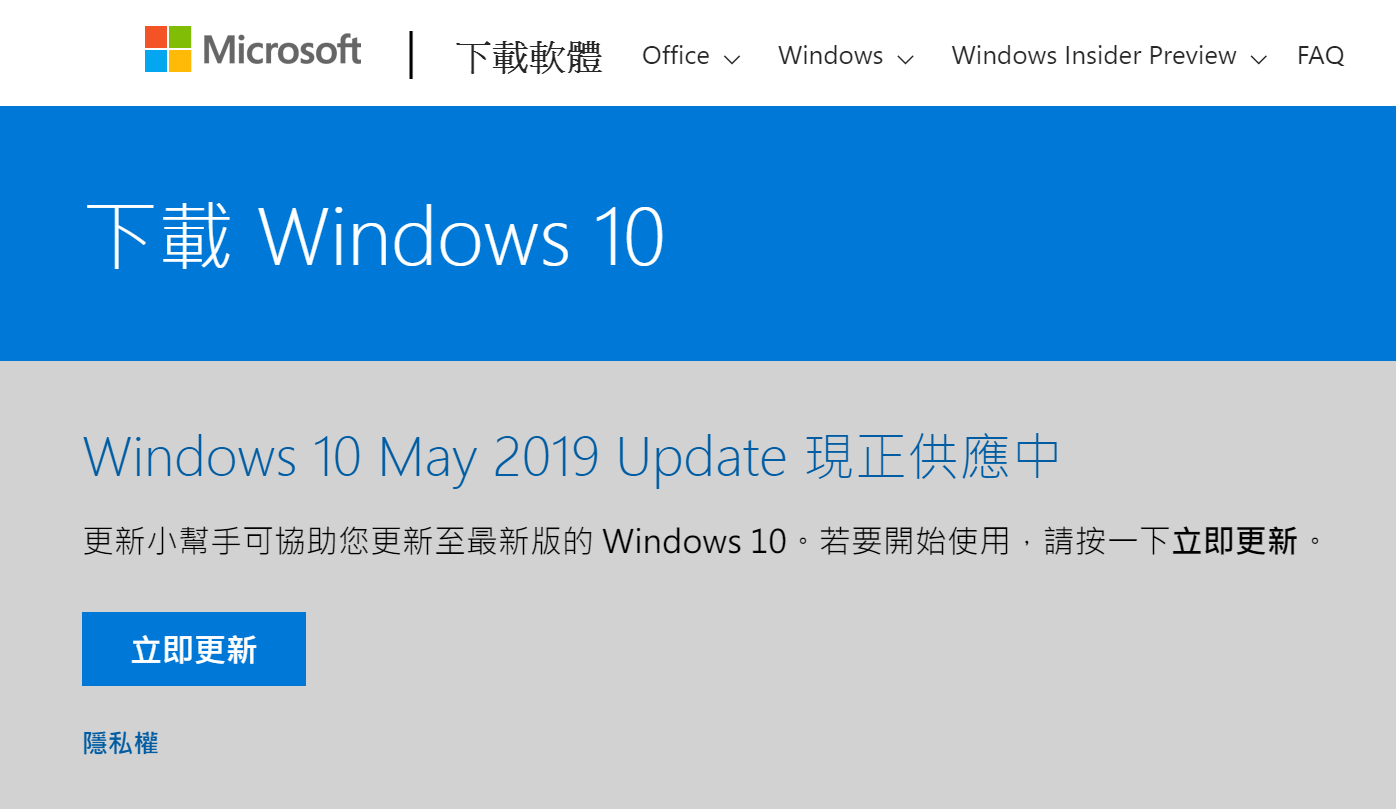 Microsoft 下載軟體 Office Windows Windows Insider Preview FAQ
下載 Windows 10
Windows 10 May 2019 Update 現正供應中
更新小幫手可協助您更新至最新版的 Windows 10。若要開始使用，請按一下立即更新。
立即更新
隱私權